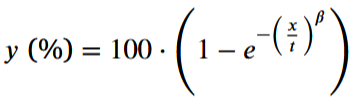 y (%) = 100 · (1 − e^{−(x/t)^β})